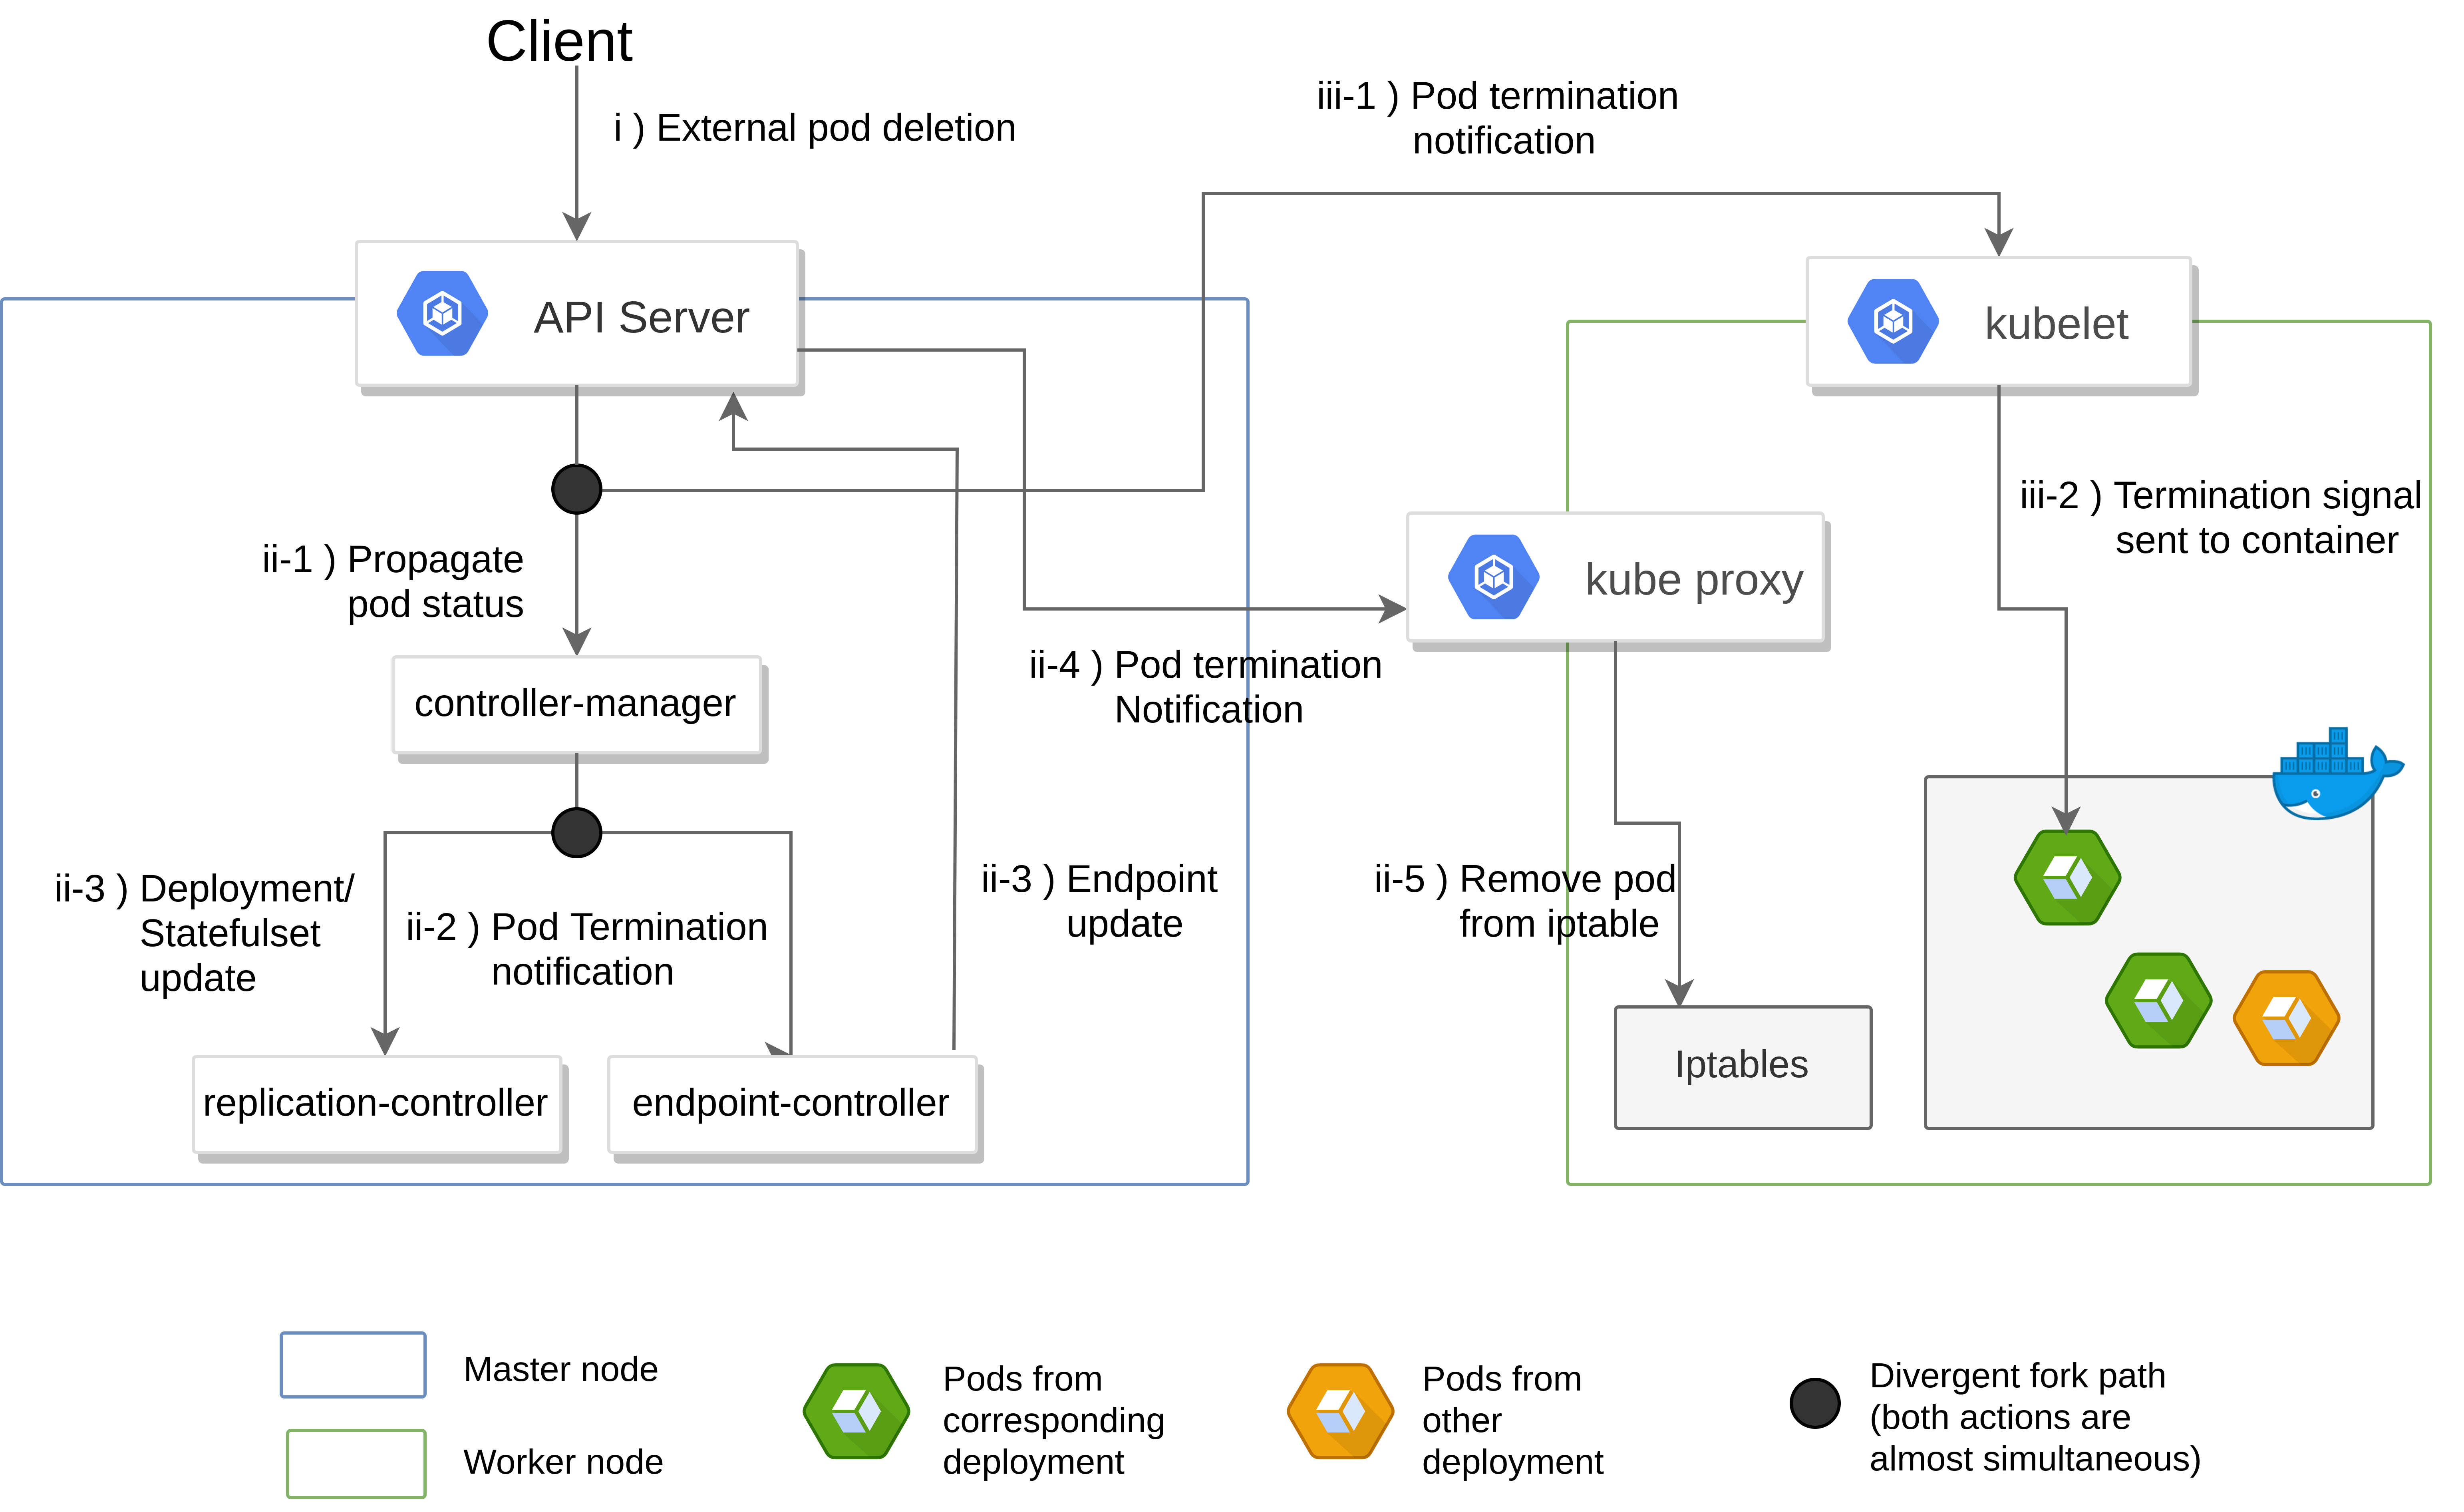 Client
i ) External pod deletion
iii-1 ) Pod termination
notification
API Server
kubelet
iii-2 ) Termination signal
sent to container
ii-1 ) Propagate
pod status
kube proxy
ii-4 ) Pod termination
Notification
controller-manager
ii-3 ) Deployment/
Statefulset
update
ii-2 ) Pod Termination
notification
ii-3 ) Endpoint
update
ii-5 ) Remove pod
from iptable
replication-controller
endpoint-controller
Iptables
Master node
Worker node
Pods from
corresponding
deployment
Pods from
other
deployment
Divergent fork path
(both actions are
almost simultaneous)